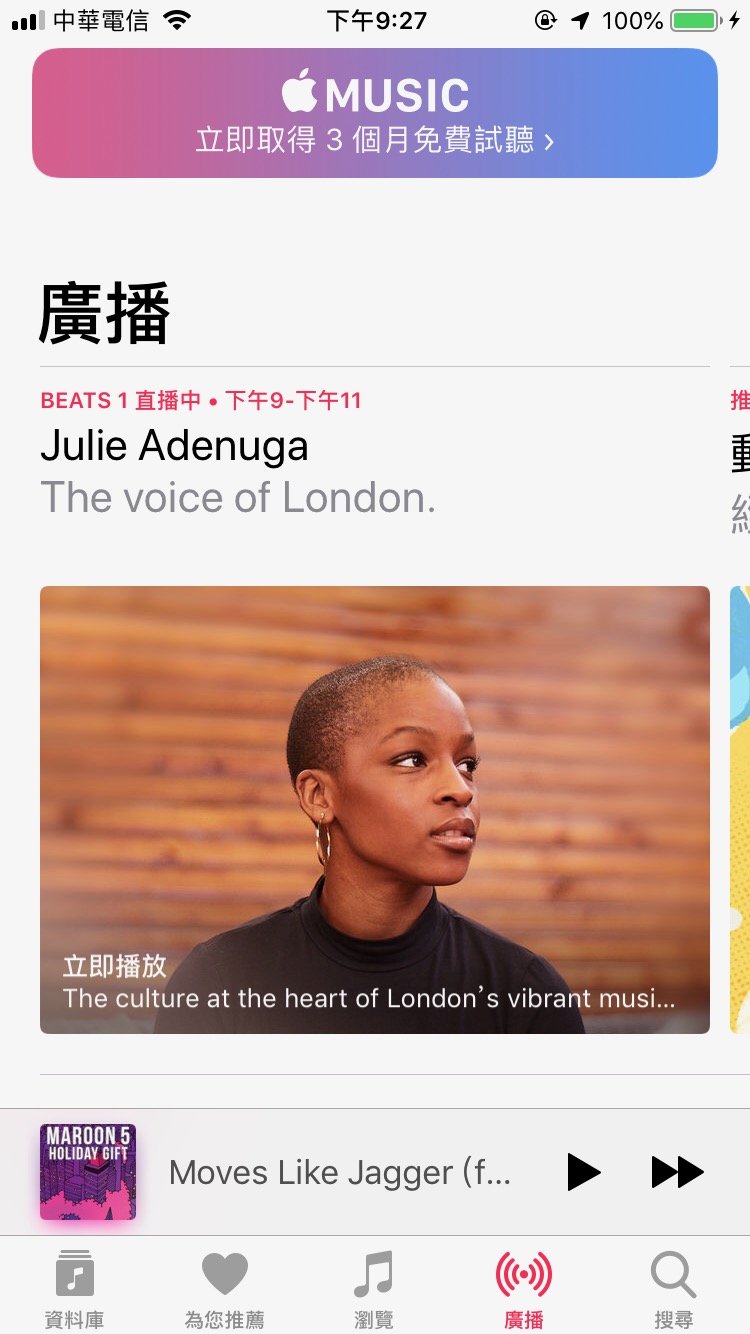 中華電信
下午9:27
100%
MUSIC
立即取得 3 個月免費試聽 ›
廣播
BEATS 1 直播中 • 下午9-下午11
Julie Adenuga
The voice of London.
推
動
立即播放
The culture at the heart of London’s vibrant musi...
MAROON 5
HOLIDAY GIFT
Moves Like Jagger (f...
資料庫
為您推薦
瀏覽
廣播
搜尋